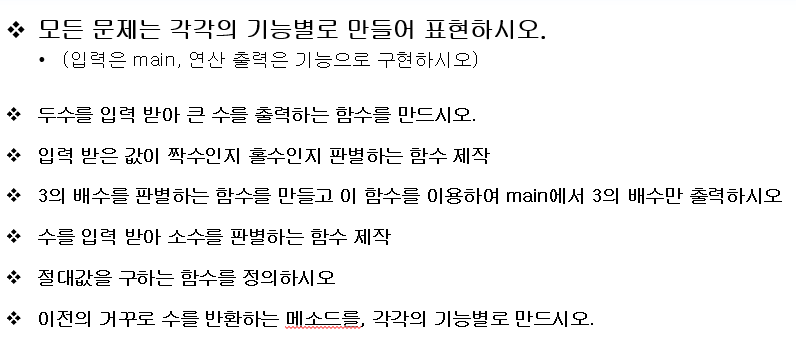 ❖ 모든 문제는 각각의 기능별로 만들어 표현하시오.
• (입력은 main, 연산 출력은 기능으로 구현하시오)
❖ 두수를 입력 받아 큰 수를 출력하는 함수를 만드시오.
❖ 입력 받은 값이 짝수인지 홀수인지 판별하는 함수 제작
❖ 3의 배수를 판별하는 함수를 만들고 이 함수를 이용하여 main에서 3의 배수만 출력하시오
❖ 수를 입력 받아 소수를 판별하는 함수 제작
❖ 절대값을 구하는 함수를 정의하시오
❖ 이전의 거꾸로 수를 반환하는 메소드를, 각각의 기능별로 만드시오.